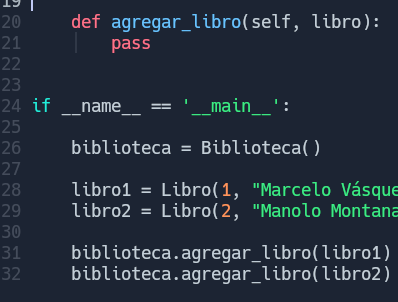 19
20 def agregar_libro(self, libro):
21 pass
22
23
24 if __name__ == '__main__':
25
26 biblioteca = Biblioteca()
27
28 libro1 = Libro(1, "Marcelo Vásque
29 libro2 = Libro(2, "Manolo Montana
30
31 biblioteca.agregar_libro(libro1)
32 biblioteca.agregar_libro(libro2)